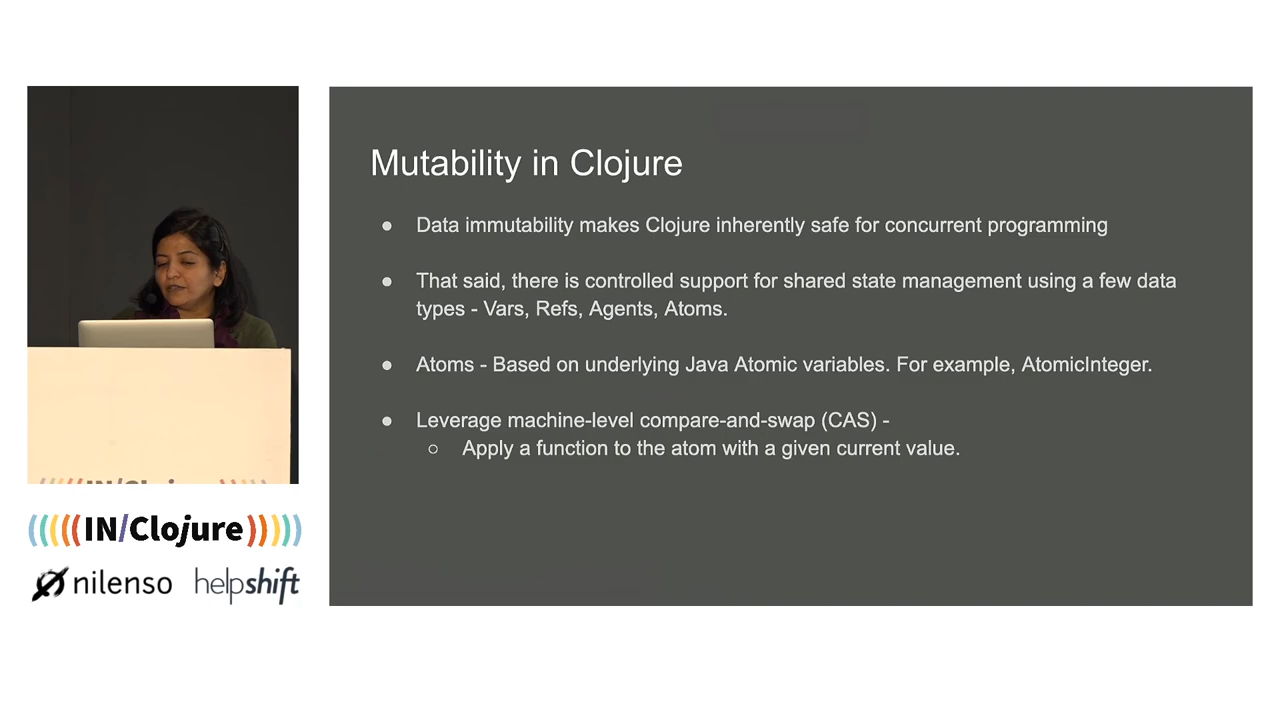 Mutability in Clojure
● Data immutability makes Clojure inherently safe for concurrent programming
● That said, there is controlled support for shared state management using a few data
types - Vars, Refs, Agents, Atoms.
● Atoms - Based on underlying Java Atomic variables. For example, AtomicInteger.
● Leverage machine-level compare-and-swap (CAS) -
○ Apply a function to the atom with a given current value.
(((((IN/Clojure)))))
nilenso helpshift